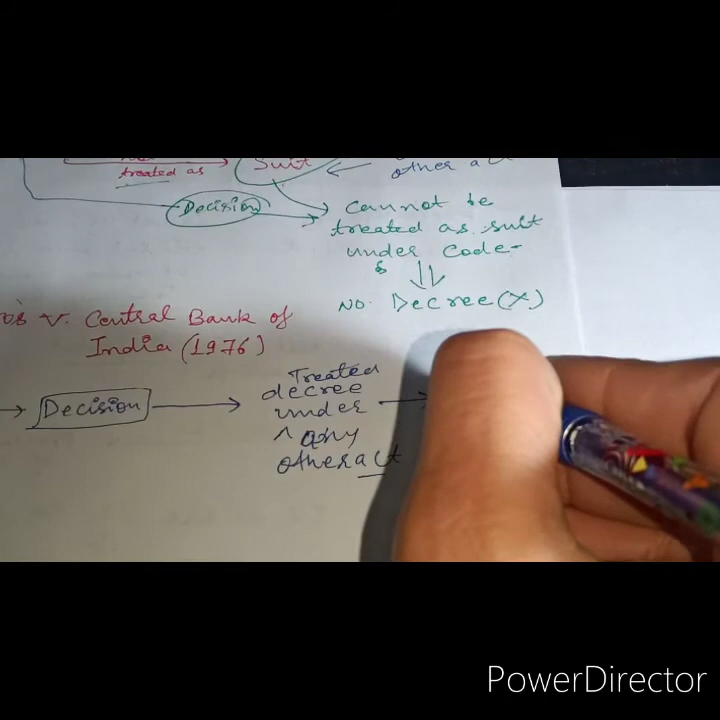 treated as
Suit
other act
Decision
cannot be
treated as suit
under code-
No. Decree(x)
v. Central Bank of
India (1976)
Decision
Treated
decree
under
^ any
other act
PowerDirector